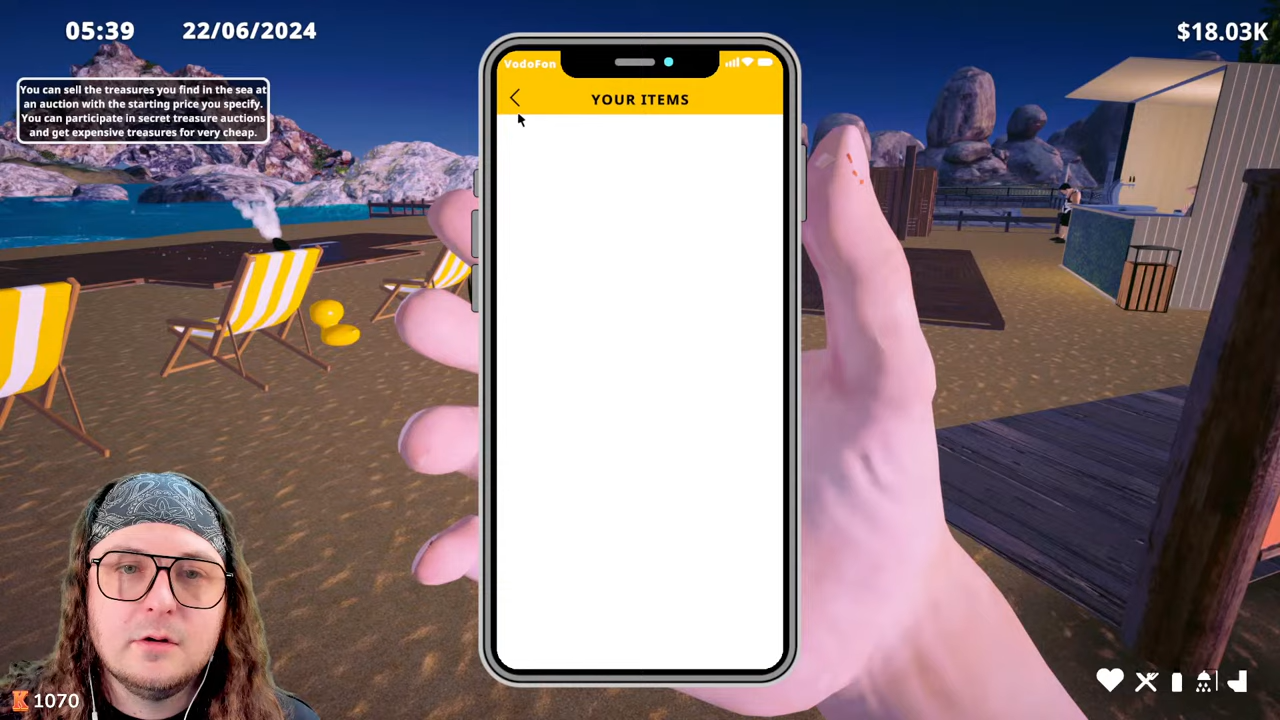 05:39
22/06/2024
$18.03K
VodoFon
YOUR ITEMS
You can sell the treasures you find in the sea at
an auction with the starting price you specify.
You can participate in secret treasure auctions
and get expensive treasures for very cheap.
K 1070